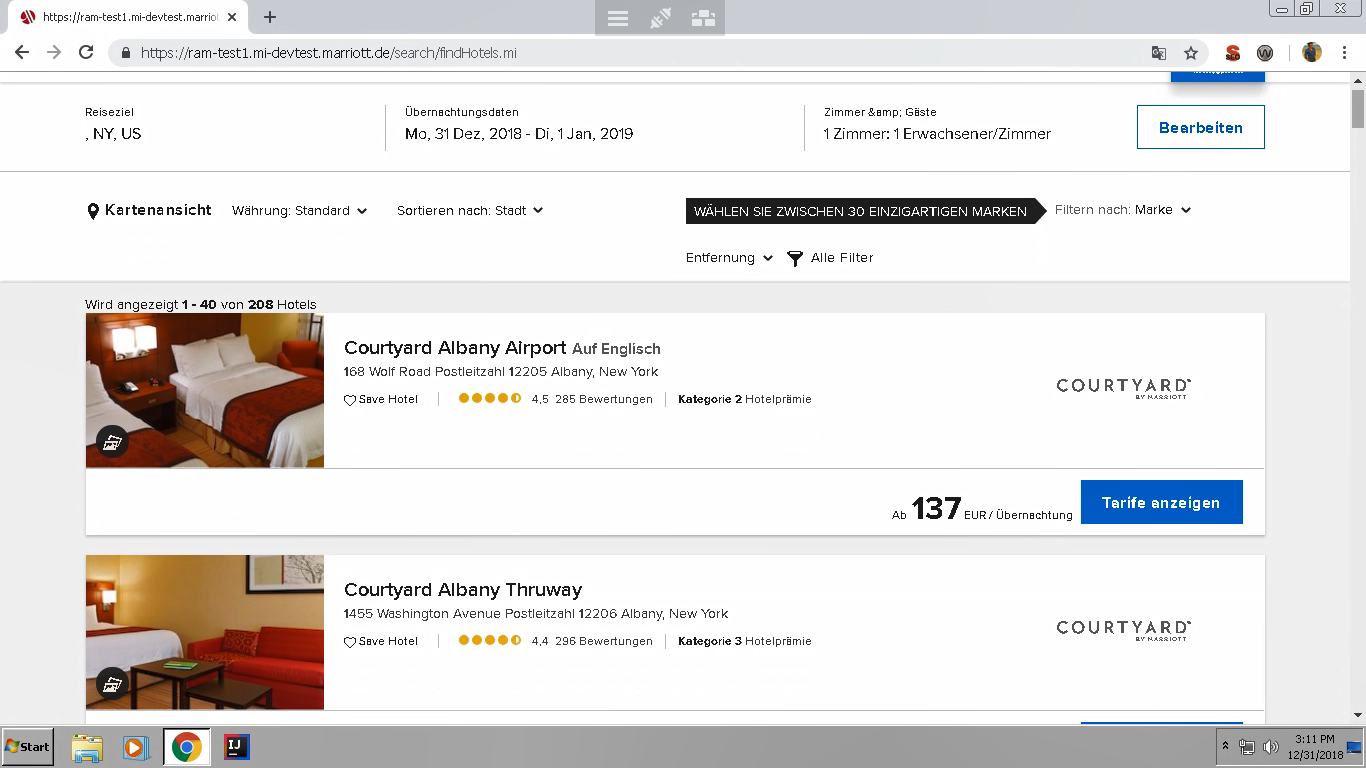 https://ram-test1.mi-devtest.marriot
https://ram-test1.mi-devtest.marriott.de/search/findHotels.mi
Reiseziel
, NY, US
Übernachtungsdaten
Mo, 31 Dez, 2018 - Di, 1 Jan, 2019
Zimmer &amp; Gäste
1 Zimmer: 1 Erwachsener/Zimmer
Bearbeiten
Kartenansicht
Währung: Standard
Sortieren nach: Stadt
WÄHLEN SIE ZWISCHEN 30 EINZIGARTIGEN MARKEN
Filtern nach: Marke
Entfernung
Alle Filter
Wird angezeigt 1 - 40 von 208 Hotels
Courtyard Albany Airport Auf Englisch
168 Wolf Road Postleitzahl 12205 Albany, New York
Save Hotel
4,5 285 Bewertungen
Kategorie 2 Hotelprämie
COURTYARD
BY MARRIOTT
Ab 137 EUR / Übernachtung
Tarife anzeigen
Courtyard Albany Thruway
1455 Washington Avenue Postleitzahl 12206 Albany, New York
Save Hotel
4,4 296 Bewertungen
Kategorie 3 Hotelprämie
COURTYARD
BY MARRIOTT
Start
IJ
3:11 PM
12/31/2018